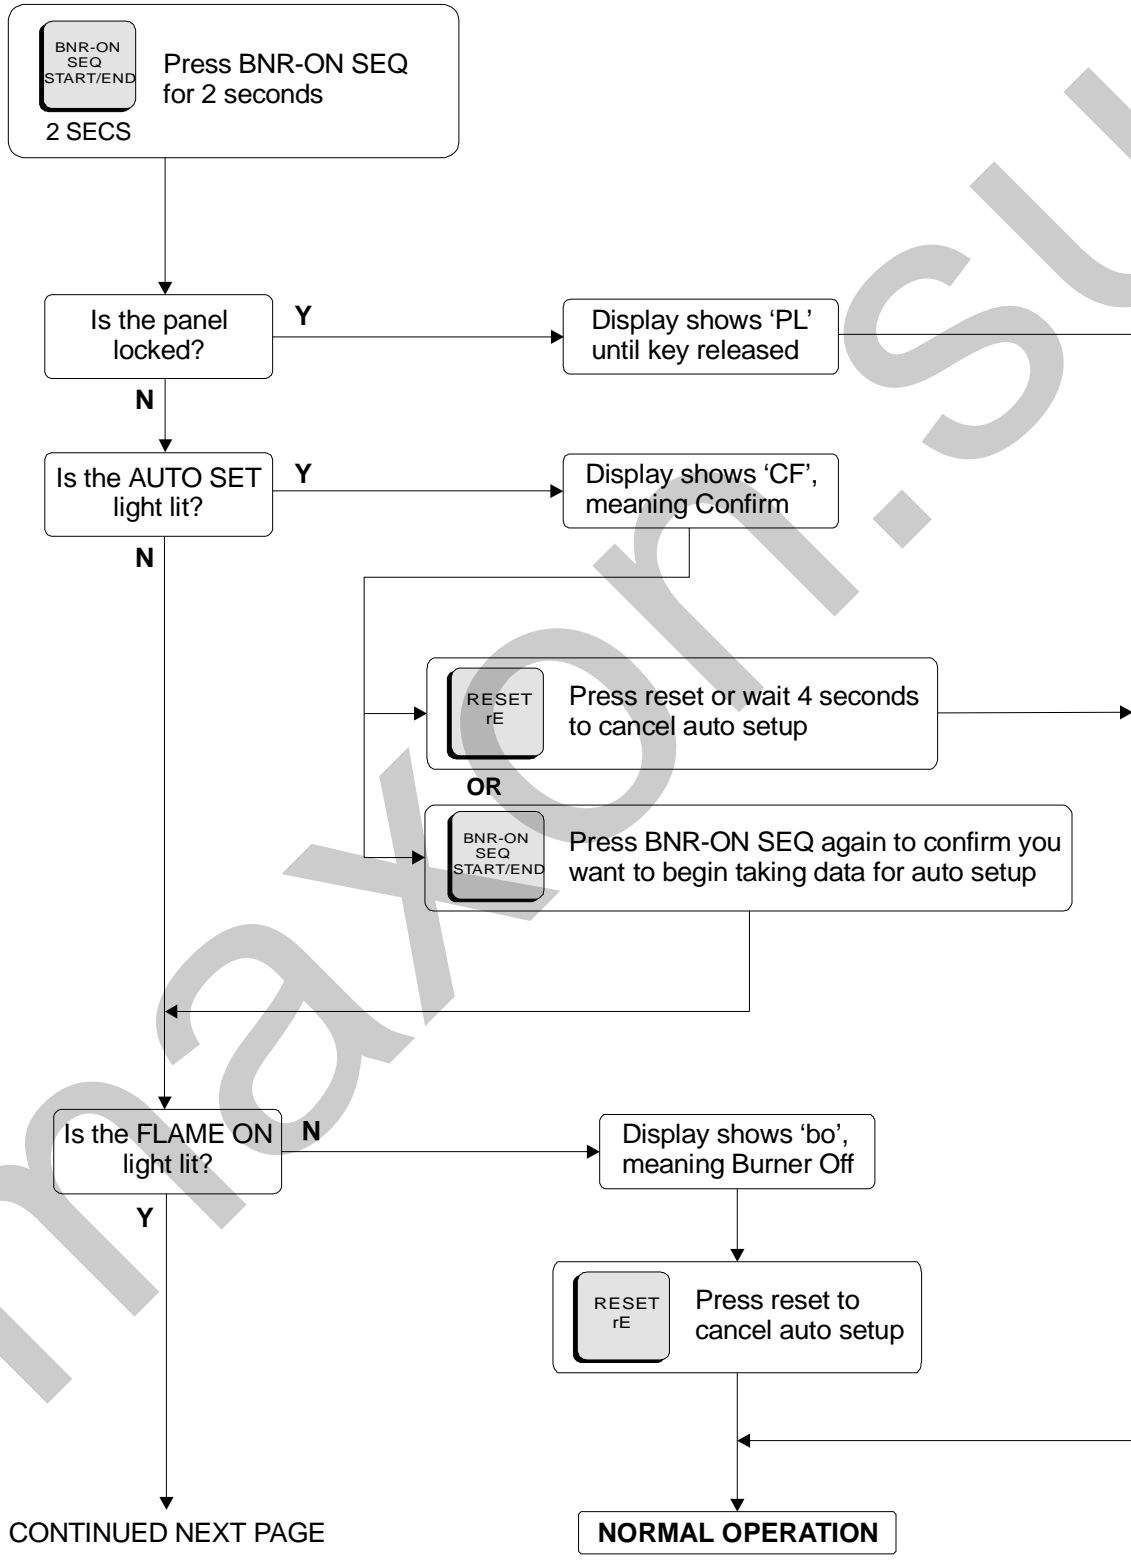 BNR-ON
SEQ
START/END
2 SECS
Press BNR-ON SEQ
for 2 seconds
Is the panel
locked?
Y
N
Display shows ‘PL’
until key released
Is the AUTO SET
light lit?
Y
N
Display shows ‘CF’,
meaning Confirm
RESET
rE
Press reset or wait 4 seconds
to cancel auto setup
OR
BNR-ON
SEQ
START/END
Press BNR-ON SEQ again to confirm you
want to begin taking data for auto setup
Is the FLAME ON
light lit?
N
Y
Display shows ‘bo’,
meaning Burner Off
RESET
rE
Press reset to
cancel auto setup
CONTINUED NEXT PAGE
NORMAL OPERATION
maxon.su